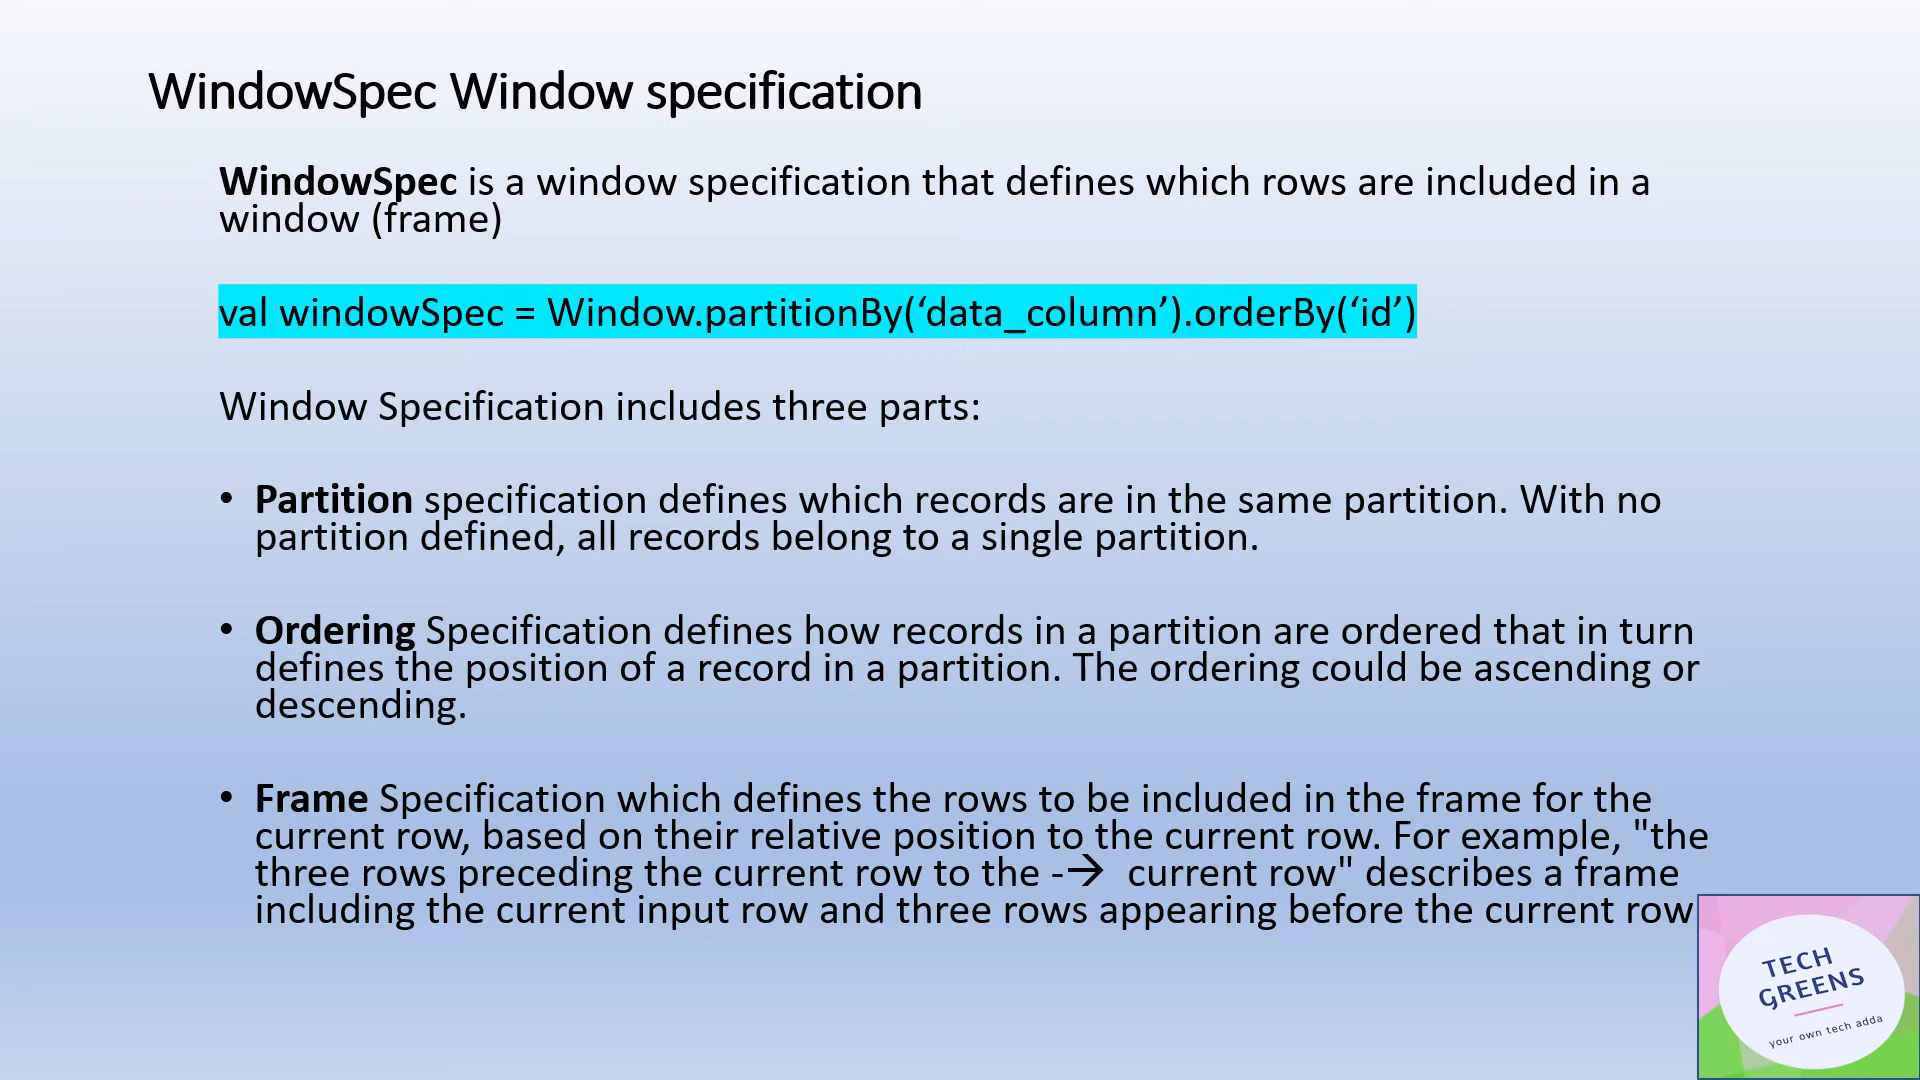 WindowSpec Window specification
WindowSpec is a window specification that defines which rows are included in a
window (frame)
val windowSpec = Window.partitionBy(‘data_column’).orderBy(‘id’)
Window Specification includes three parts:
• Partition specification defines which records are in the same partition. With no
partition defined, all records belong to a single partition.
• Ordering Specification defines how records in a partition are ordered that in turn
defines the position of a record in a partition. The ordering could be ascending or
descending.
• Frame Specification which defines the rows to be included in the frame for the
current row, based on their relative position to the current row. For example, "the
three rows preceding the current row to the -→ current row" describes a frame
including the current input row and three rows appearing before the current row
TECH
GREENS
your own tech adda